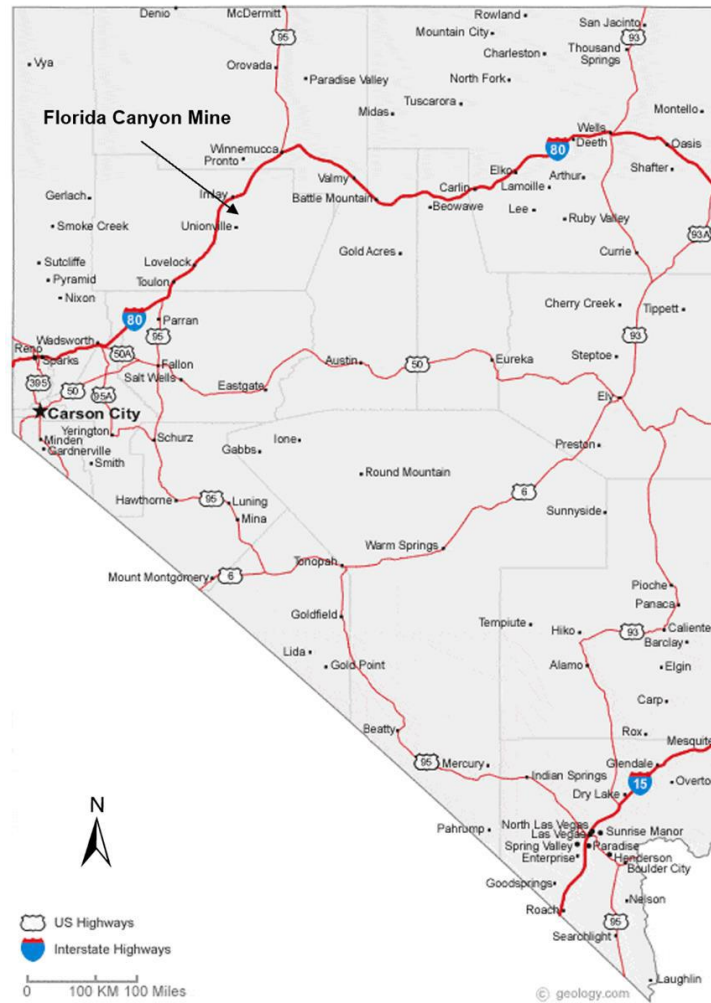 Denio
McDermitt
95
Rowland
San Jacinto
Mountain City
93
Vya
Orovada
Charleston
Thousand
Springs
Paradise Valley
North Fork
Tuscarora
Midas
Montello
Florida Canyon Mine
Wells
Winnemucca
Pronto
80
Deeth
Oasis
Elko
Shafter
Valmy
Carlin
Lamoille
Arthur
Imlay
Battle Mountain
Beowawe
Gerlach
Lee
Ruby Valley
Smoke Creek
Unionville
93A
Gold Acres
Currie
Sutcliffe
Lovelock
Pyramid
Toulon
Nixon
Cherry Creek
Tippett
80
Parran
95
93
Wadsworth
50A
Reno
Sparks
Fallon
Austin
50
Eureka
Steptoe
395
50
95A
Salt Wells
Eastgate
Ely
Carson City
Yerington
Minden
Schurz
Ione
Gardnerville
Gabbs
Preston
Smith
Round Mountain
6
Hawthorne
95
Luning
Mina
Sunnyside
Warm Springs
Tonopah
Mount Montgomery
6
Pioche
Panaca
Goldfield
Tempiute
Hiko
93
Caliente
Barclay
Lida
Gold Point
Alamo
Elgin
Carp
Beatty
Rox
Mesquite
95
Mercury
Glendale
Indian Springs
15
Overto
Dry Lake
N
Pahrump
North Las Vegas
Las Vegas
Sunrise Manor
Spring Valley
Paradise
Enterprise
Henderson
Boulder City
Goodsprings
Nelson
US Highways
Roach
95
Interstate Highways
Searchlight
0 100 KM 100 Miles
Laughlin
© geology.com